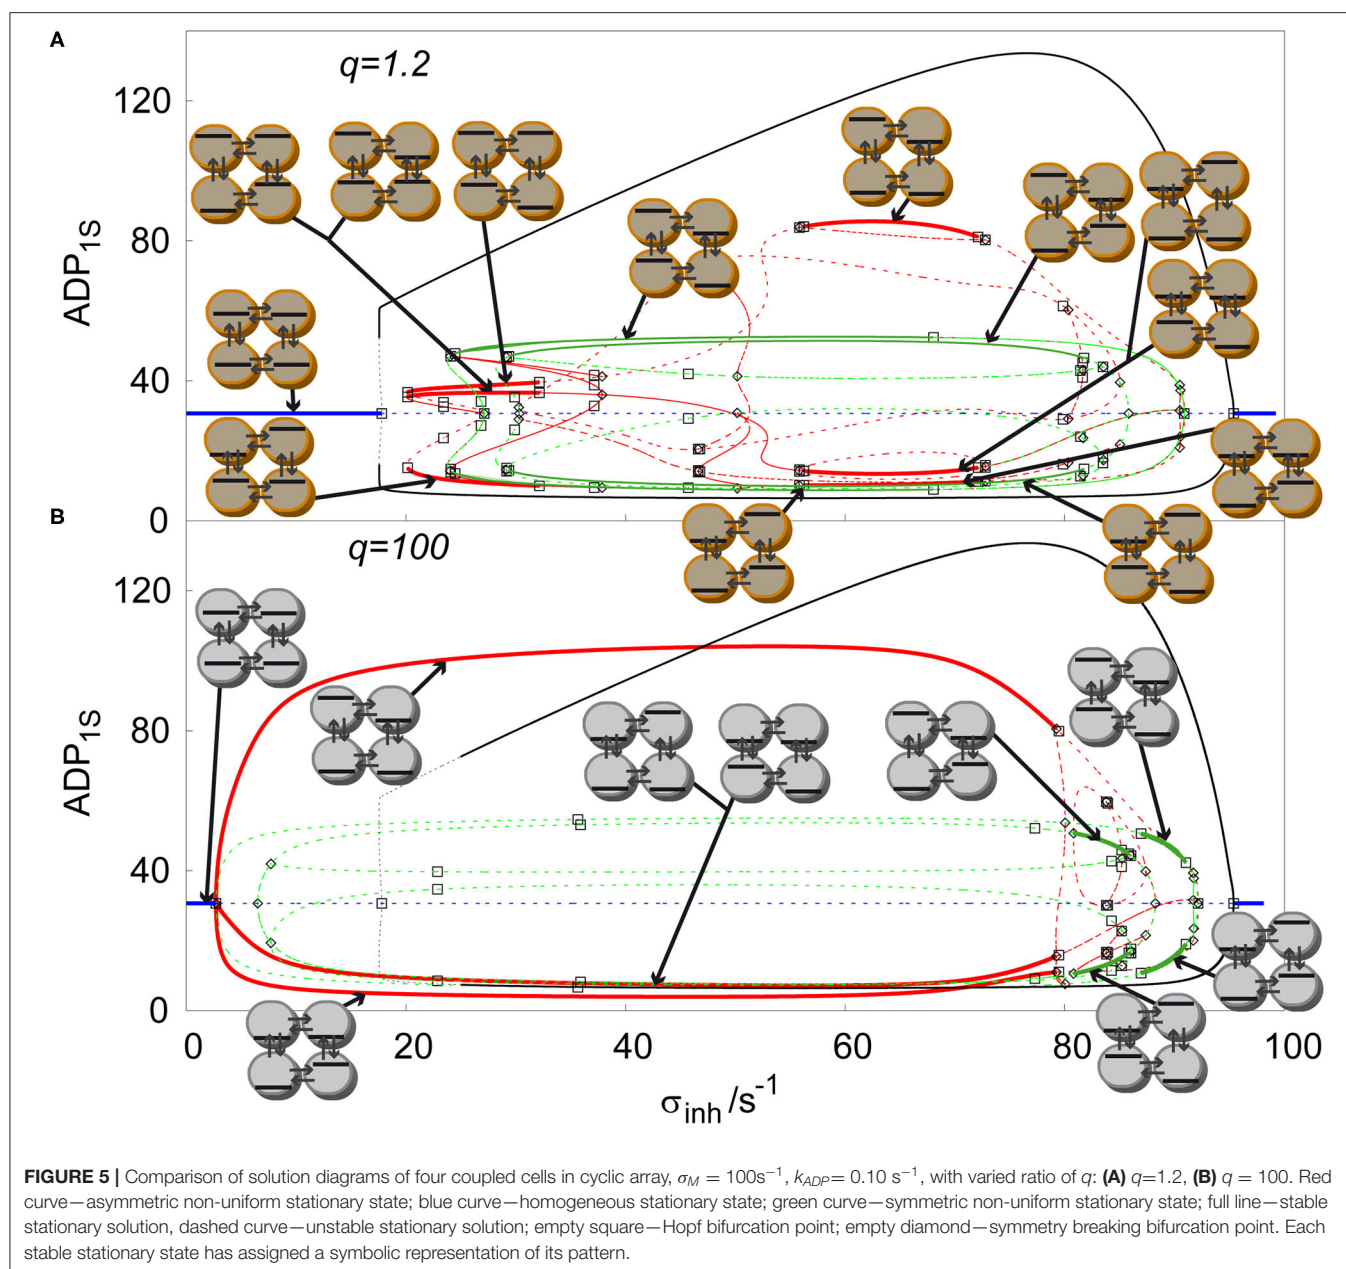 A
q=1.2
120
80
40
0
ADP1S
B
q=100
120
80
40
0
ADP1S
0 20 40 60 80 100
σinh /s-1
FIGURE 5 | Comparison of solution diagrams of four coupled cells in cyclic array, σM = 100s−1, kADP= 0.10 s−1, with varied ratio of q: (A) q=1.2, (B) q = 100. Red
curve—asymmetric non-uniform stationary state; blue curve—homogeneous stationary state; green curve—symmetric non-uniform stationary state; full line—stable
stationary solution, dashed curve—unstable stationary solution; empty square—Hopf bifurcation point; empty diamond—symmetry breaking bifurcation point. Each
stable stationary state has assigned a symbolic representation of its pattern.